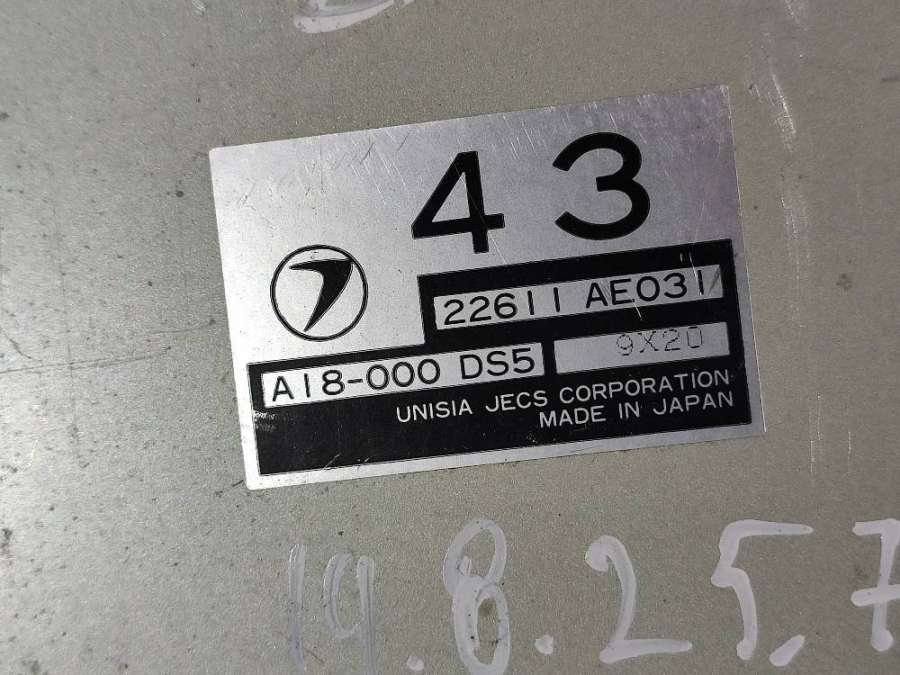 43
22611 AE031
A18-000 DS5 9X20
UNISIA JECS CORPORATION
MADE IN JAPAN
19.8.25,7